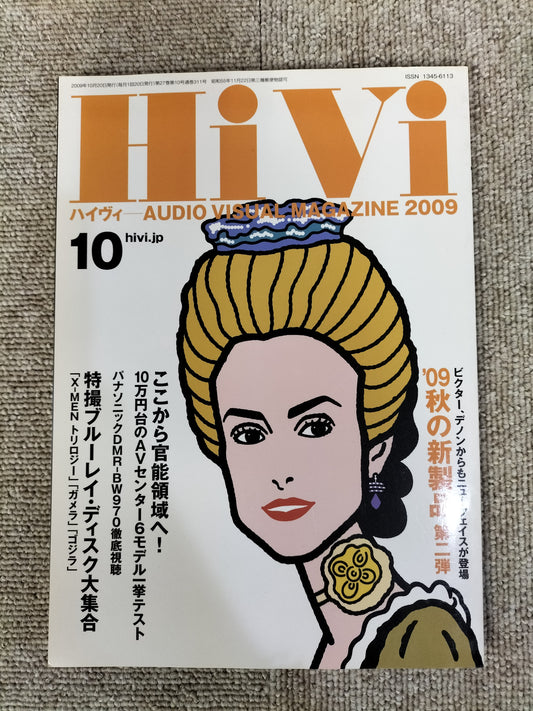 2009年10月20日発行(毎月1回20日発行)第27巻第10号通巻311号 昭和58年11月22日第三種郵便物認可
ISSN 1345-6113
HiVi
ハイヴィ—AUDIO VISUAL MAGAZINE 2009
10 hivi.jp
ビクター、デノンからもニューフェイスが登場
'09秋の新製品 第二弾
ここから官能領域へ!
10万円台のAVセンター6モデル一挙テスト
パナソニックDMR-BW970徹底視聴
特撮ブルーレイ・ディスク大集合
「X-MEN トリロジー」「ガメラ」「ゴジラ」